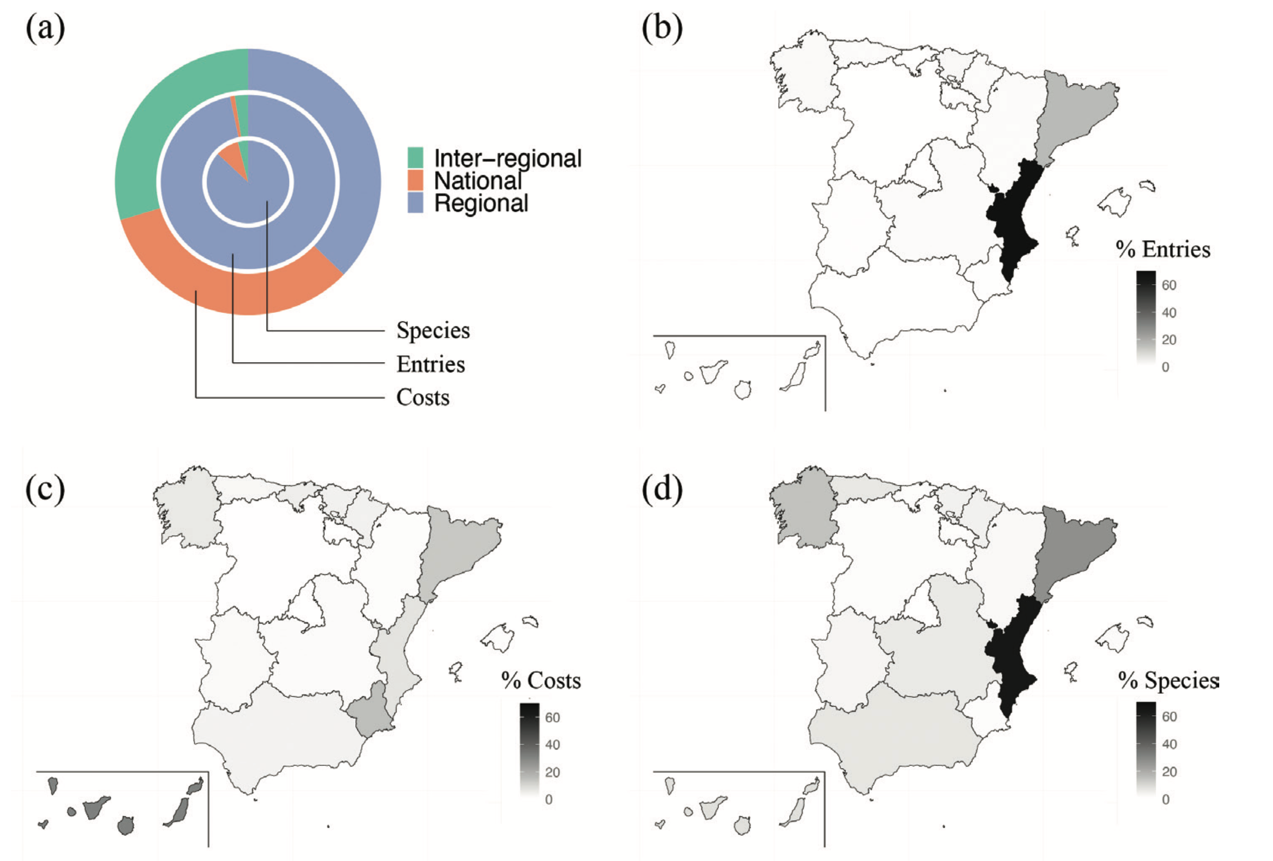 (a)
Inter-regional
National
Regional
Species
Entries
Costs
(b)
% Entries
60
40
20
0
(c)
% Costs
60
40
20
0
(d)
% Species
60
40
20
0